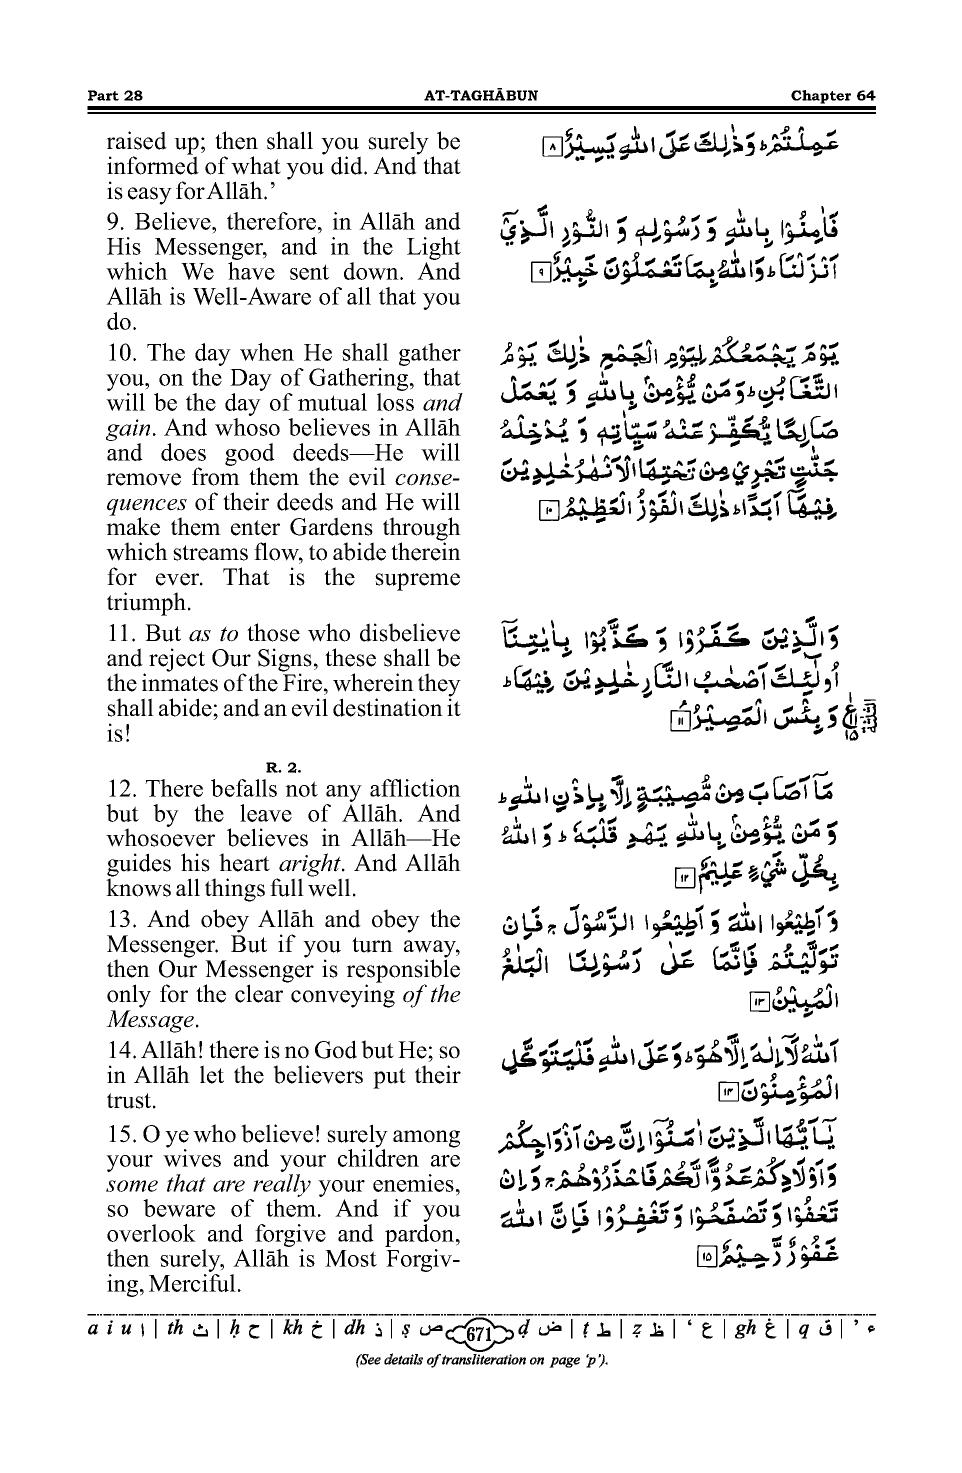 Part 28 AT-TAGHĀBUN Chapter 64
raised up; then shall you surely be
informed of what you did. And that
is easy for Allāh.’
9. Believe, therefore, in Allāh and
His Messenger, and in the Light
which We have sent down. And
Allāh is Well-Aware of all that you
do.
10. The day when He shall gather
you, on the Day of Gathering, that
will be the day of mutual loss and
gain. And whoso believes in Allāh
and does good deeds—He will
remove from them the evil conse-
quences of their deeds and He will
make them enter Gardens through
which streams flow, to abide therein
for ever. That is the supreme
triumph.
11. But as to those who disbelieve
and reject Our Signs, these shall be
the inmates of the Fire, wherein they
shall abide; and an evil destination it
is!
R. 2.
12. There befalls not any affliction
but by the leave of Allāh. And
whosoever believes in Allāh—He
guides his heart aright. And Allāh
knows all things full well.
13. And obey Allāh and obey the
Messenger. But if you turn away,
then Our Messenger is responsible
only for the clear conveying of the
Message.
14. Allāh! there is no God but He; so
in Allāh let the believers put their
trust.
15. O ye who believe! surely among
your wives and your children are
some that are really your enemies,
so beware of them. And if you
overlook and forgive and pardon,
then surely, Allāh is Most Forgiv-
ing, Merciful.
عَمِلْتُمْ ؕ وَ ذٰلِكَ عَلَى اللّٰهِ يَسِيْرٌ ۸
فَاٰمِنُوْا بِاللّٰهِ وَ رَسُوْلِهٖ وَ النُّوْرِ الَّذِيْۤ
اَنْزَلْنَا ؕ وَ اللّٰهُ بِمَا تَعْمَلُوْنَ خَبِيْرٌ ۹
يَوْمَ يَجْمَعُكُمْ لِيَوْمِ الْجَمْعِ ذٰلِكَ يَوْمُ
التَّغَابُنِ ؕ وَ مَنْ يُّؤْمِنْۢ بِاللّٰهِ وَ يَعْمَلْ
صَالِحًا يُّكَفِّرْ عَنْهُ سَيِّاٰتِهٖ وَ يُدْخِلْهُ
جَنّٰتٍ تَجْرِيْ مِنْ تَحْتِهَا الْاَنْهٰرُ خٰلِدِيْنَ
فِيْهَاۤ اَبَدًا ؕ ذٰلِكَ الْفَوْزُ الْعَظِيْمُ ۱۰
وَ الَّذِيْنَ كَفَرُوْا وَ كَذَّبُوْا بِاٰيٰتِنَاۤ
اُولٰٓئِكَ اَصْحٰبُ النَّارِ خٰلِدِيْنَ فِيْهَا ؕ
وَ بِئْسَ الْمَصِيْرُ ۱۱
مَاۤ اَصَابَ مِنْ مُّصِيْبَةٍ اِلَّا بِاِذْنِ اللّٰهِ ؕ
وَ مَنْ يُّؤْمِنْۢ بِاللّٰهِ يَهْدِ قَلْبَهٗ ؕ وَ اللّٰهُ
بِكُلِّ شَيْءٍ عَلِيْمٌ ۱۲
وَ اَطِيْعُوا اللّٰهَ وَ اَطِيْعُوا الرَّسُوْلَ ۚ فَاِنْ
تَوَلَّيْتُمْ فَاِنَّمَا عَلٰى رَسُوْلِنَا الْبَلٰغُ
الْمُبِيْنُ ۱۳
اَللّٰهُ لَاۤ اِلٰهَ اِلَّا هُوَ ؕ وَ عَلَى اللّٰهِ فَلْيَتَوَكَّلِ
الْمُؤْمِنُوْنَ ۱۴
يٰۤاَيُّهَا الَّذِيْنَ اٰمَنُوْۤا اِنَّ مِنْ اَزْوَاجِكُمْ
وَ اَوْلَادِكُمْ عَدُوًّا لَّكُمْ فَاحْذَرُوْهُمْ ۚ وَ اِنْ
تَعْفُوْا وَ تَصْفَحُوْا وَ تَغْفِرُوْا فَاِنَّ اللّٰهَ
غَفُوْرٌ رَّحِيْمٌ ۱۵
a i u ا | th ث | ḥ ح | kh خ | dh ذ | ṣ ص 671 ḍ ض | ṭ ط | ẓ ظ | ‘ ع | gh غ | q ق | ’ ء
(See details of transliteration on page ‘p’).